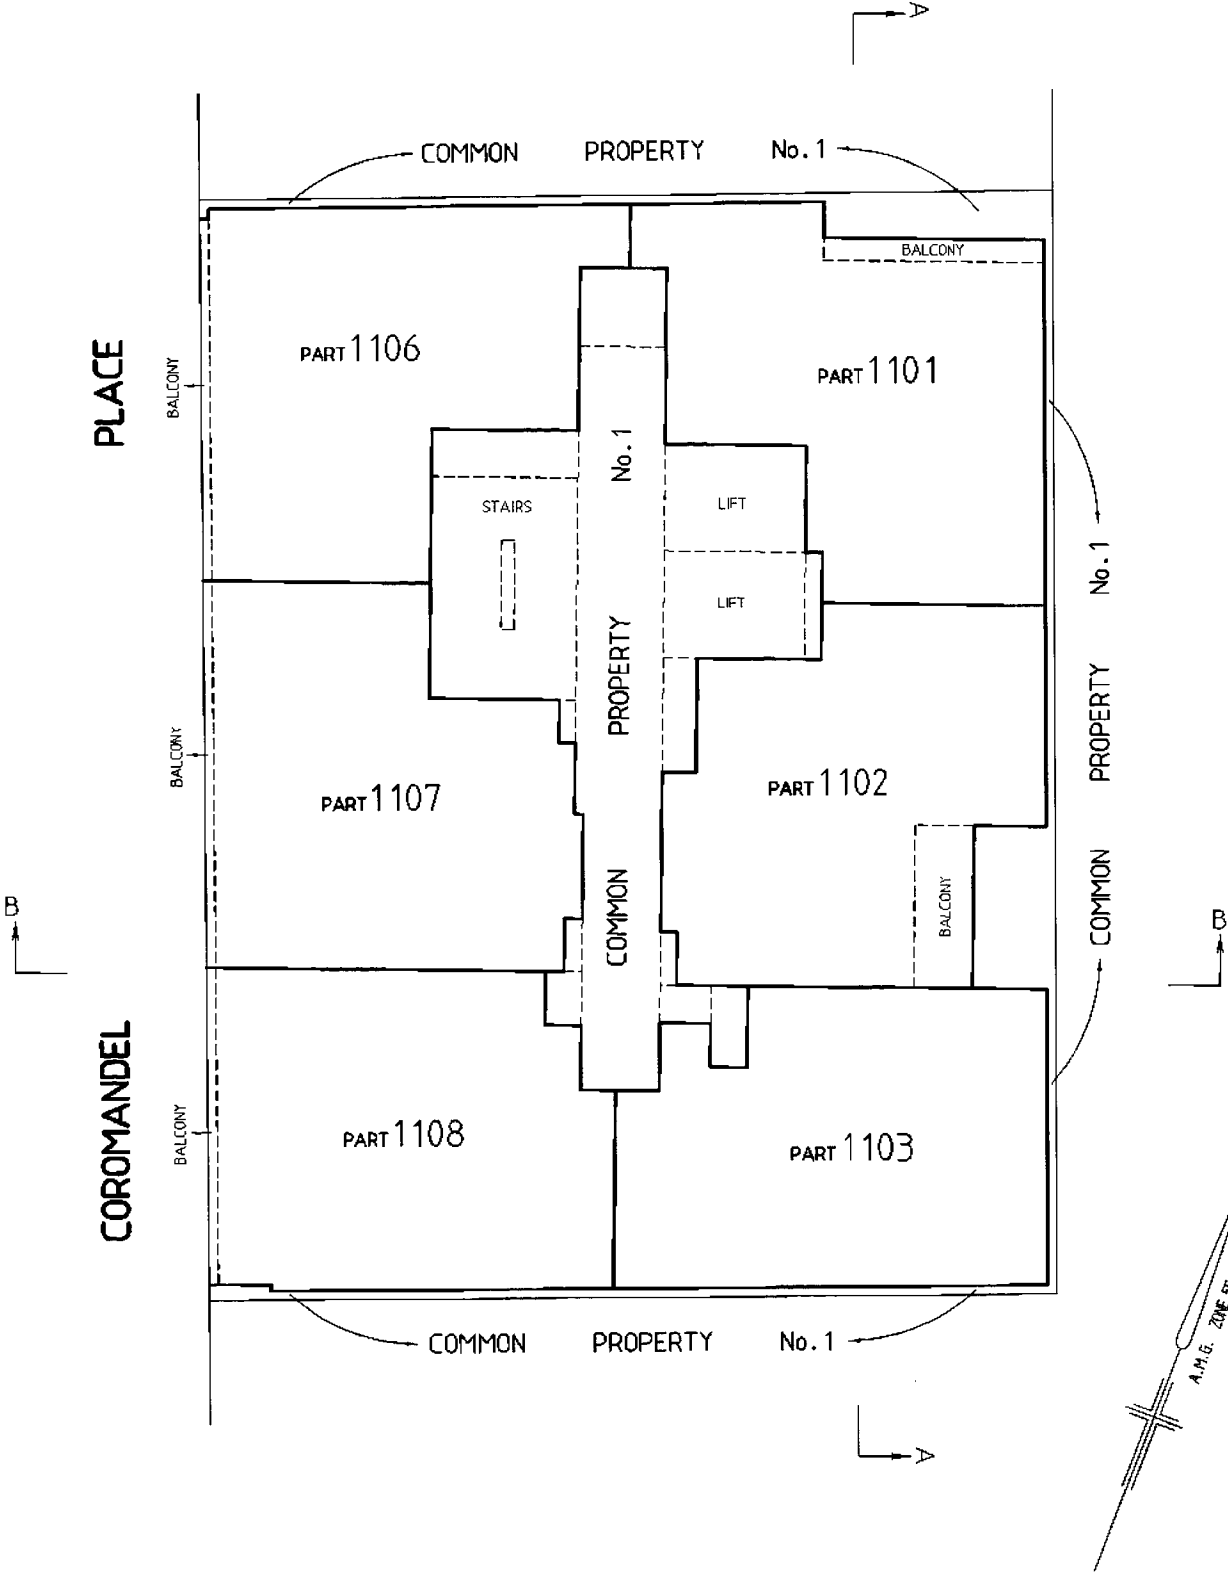 A
COMMON PROPERTY No. 1
BALCONY
PART 1106
PART 1101
BALCONY
PLACE
No. 1
STAIRS
LIFT
LIFT
COMMON PROPERTY No. 1
COMMON PROPERTY
BALCONY
PART 1107
PART 1102
BALCONY
B
B
COROMANDEL
BALCONY
PART 1108
PART 1103
COMMON PROPERTY No. 1
A.M.G. ZONE
A